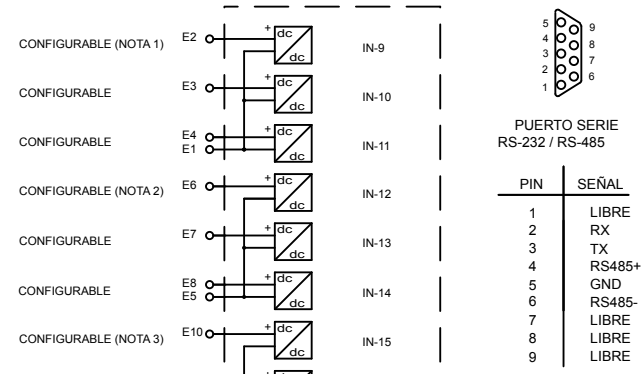 CONFIGURABLE (NOTA 1) E2 + dc dc IN-9
CONFIGURABLE E3 + dc dc IN-10
CONFIGURABLE E4 E1 + dc dc IN-11
CONFIGURABLE (NOTA 2) E6 + dc dc IN-12
CONFIGURABLE E7 + dc dc IN-13
CONFIGURABLE E8 E5 + dc dc IN-14
CONFIGURABLE (NOTA 3) E10 + dc dc IN-15
+ dc
5 9
4 8
3 7
2 6
1
PUERTO SERIE
RS-232 / RS-485
PIN SEÑAL
1 LIBRE
2 RX
3 TX
4 RS485+
5 GND
6 RS485-
7 LIBRE
8 LIBRE
9 LIBRE